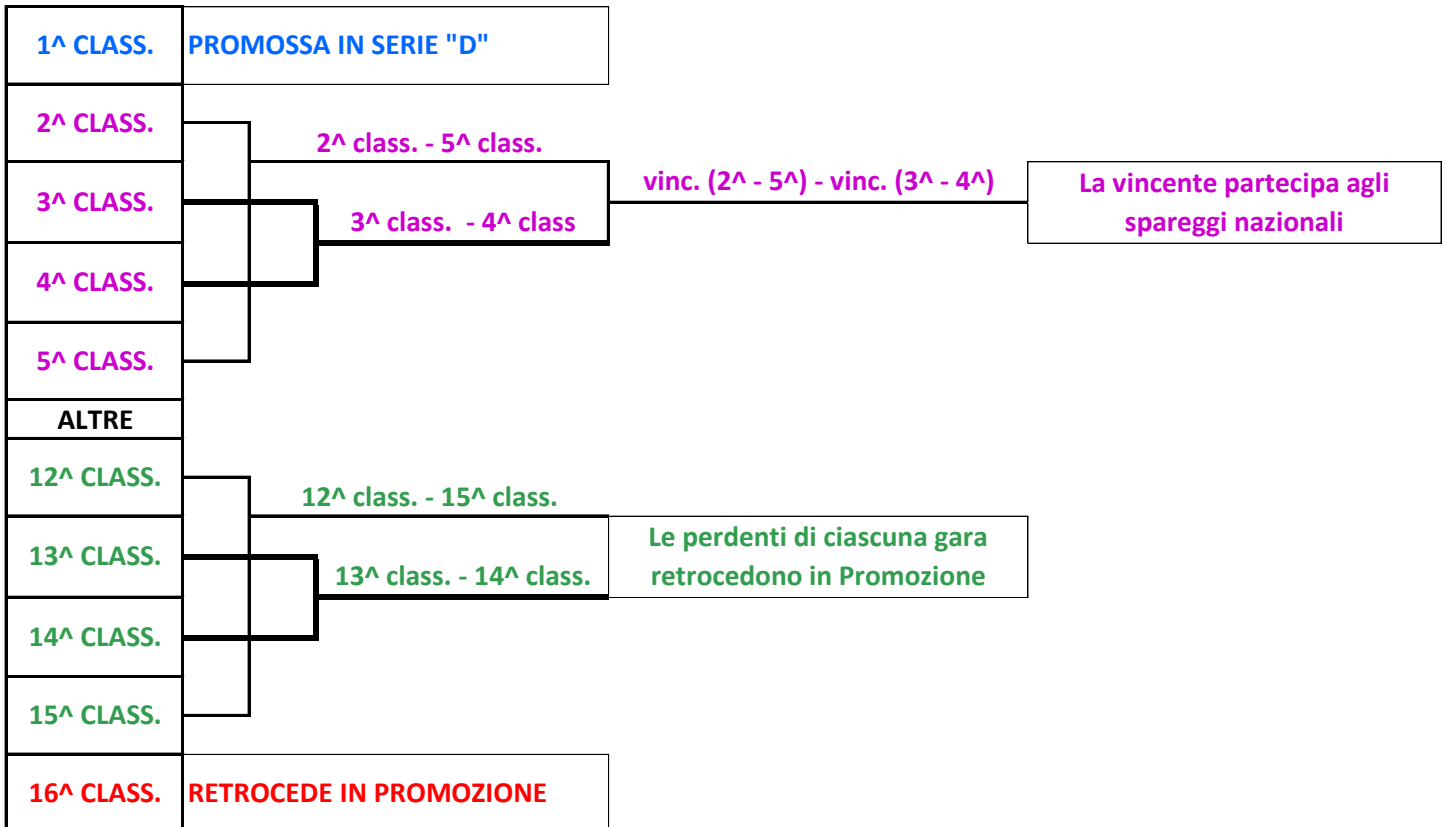 1^ CLASS. PROMOSSA IN SERIE "D"
2^ CLASS.
2^ class. - 5^ class.
3^ CLASS.
vinc. (2^ - 5^) - vinc. (3^ - 4^)
La vincente partecipa agli
spareggi nazionali
3^ class. - 4^ class
4^ CLASS.
5^ CLASS.
ALTRE
12^ CLASS.
12^ class. - 15^ class.
13^ CLASS.
Le perdenti di ciascuna gara
retrocedono in Promozione
13^ class. - 14^ class.
14^ CLASS.
15^ CLASS.
16^ CLASS. RETROCEDE IN PROMOZIONE